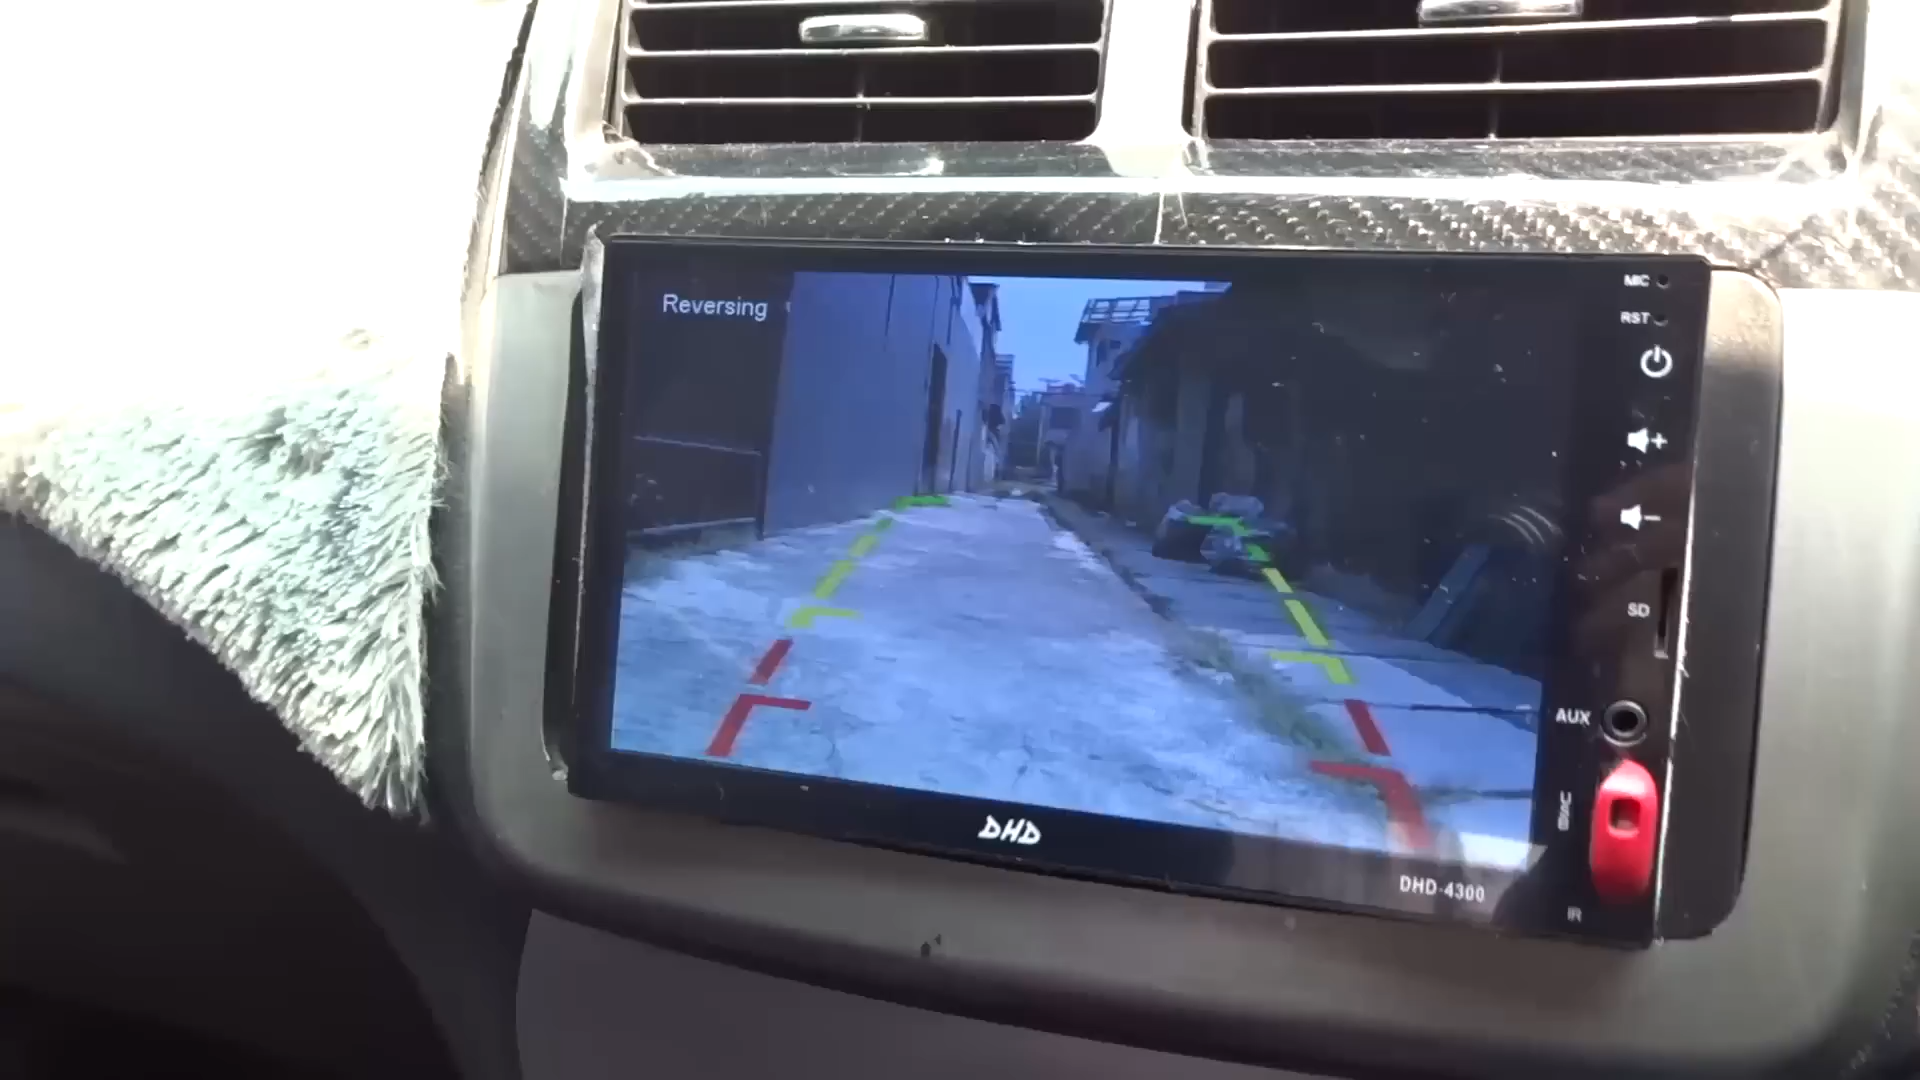 Reversing
MIC
RST
SD
AUX
DHD
DHD-4300
IR